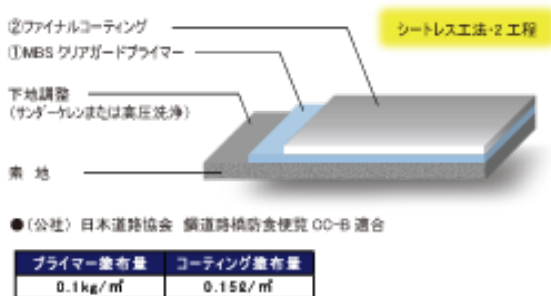 ②ファイナルコーティング
シートレス工法・2工程
①MBSクリアガードプライマー
下地調整
(サンダーケレンまたは高圧洗浄)
素 地
●(公社) 日本道路協会 鋼道路橋防食便覧 CC-B 適合
プライマー塗布量 コーティング塗布量
0.1kg/㎡ 0.15ℓ/㎡